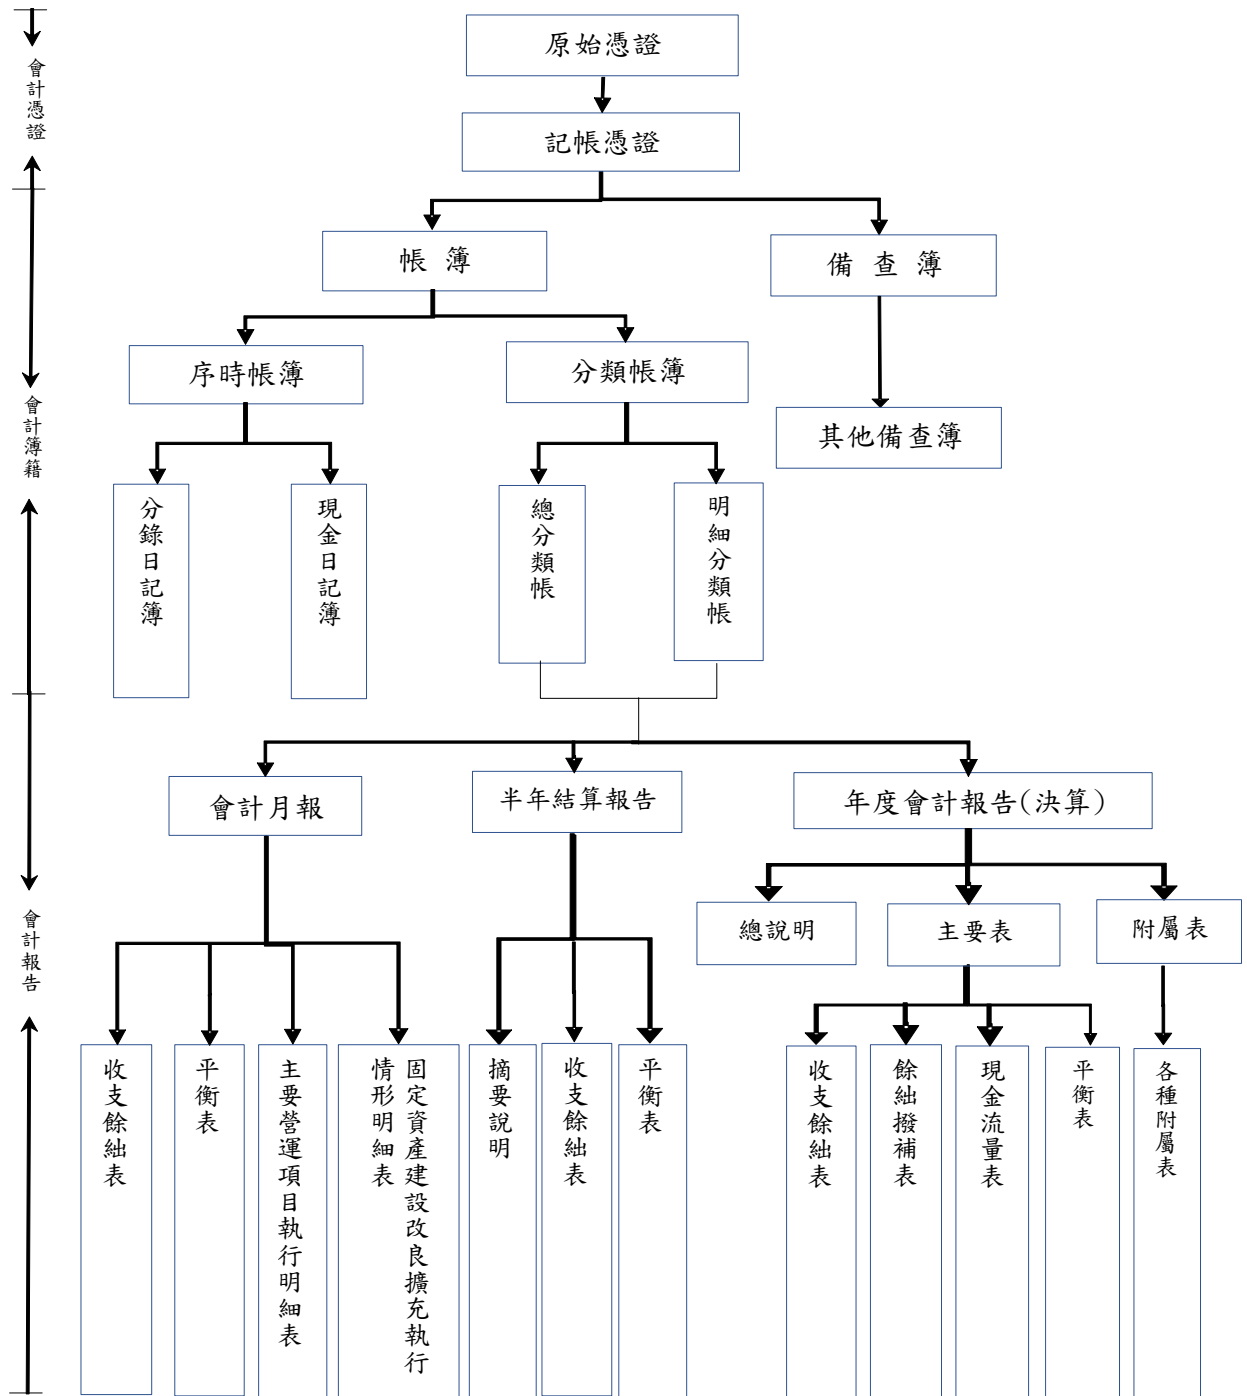 會計憑證
原始憑證
記帳憑證
會計簿籍
帳 簿
備 查 簿
序時帳簿
分類帳簿
其他備查簿
分錄日記簿
現金日記簿
總分類帳
明細分類帳
會計報告
會計月報
半年結算報告
年度會計報告(決算)
總說明
主要表
附屬表
收支餘絀表
平衡表
主要營運項目執行明細表
固定資產建設改良擴充執行
情形明細表
摘要說明
收支餘絀表
平衡表
收支餘絀表
餘絀撥補表
現金流量表
平衡表
各種附屬表